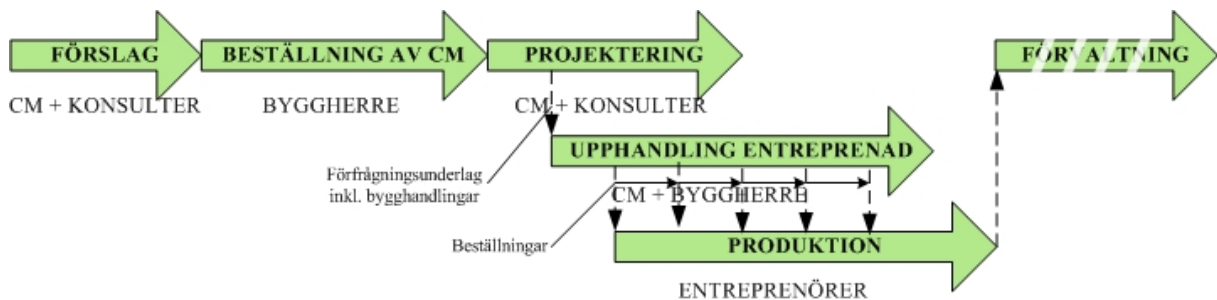 FÖRSLAG
BESTÄLLNING AV CM
PROJEKTERING
FÖRVALTNING
CM + KONSULTER
BYGGHERRE
CM + KONSULTER
UPPHANDLING ENTREPRENAD
Förfrågningsunderlag
inkl. bygghandlingar
CM + BYGGHERRE
Beställningar
PRODUKTION
ENTREPRENÖRER